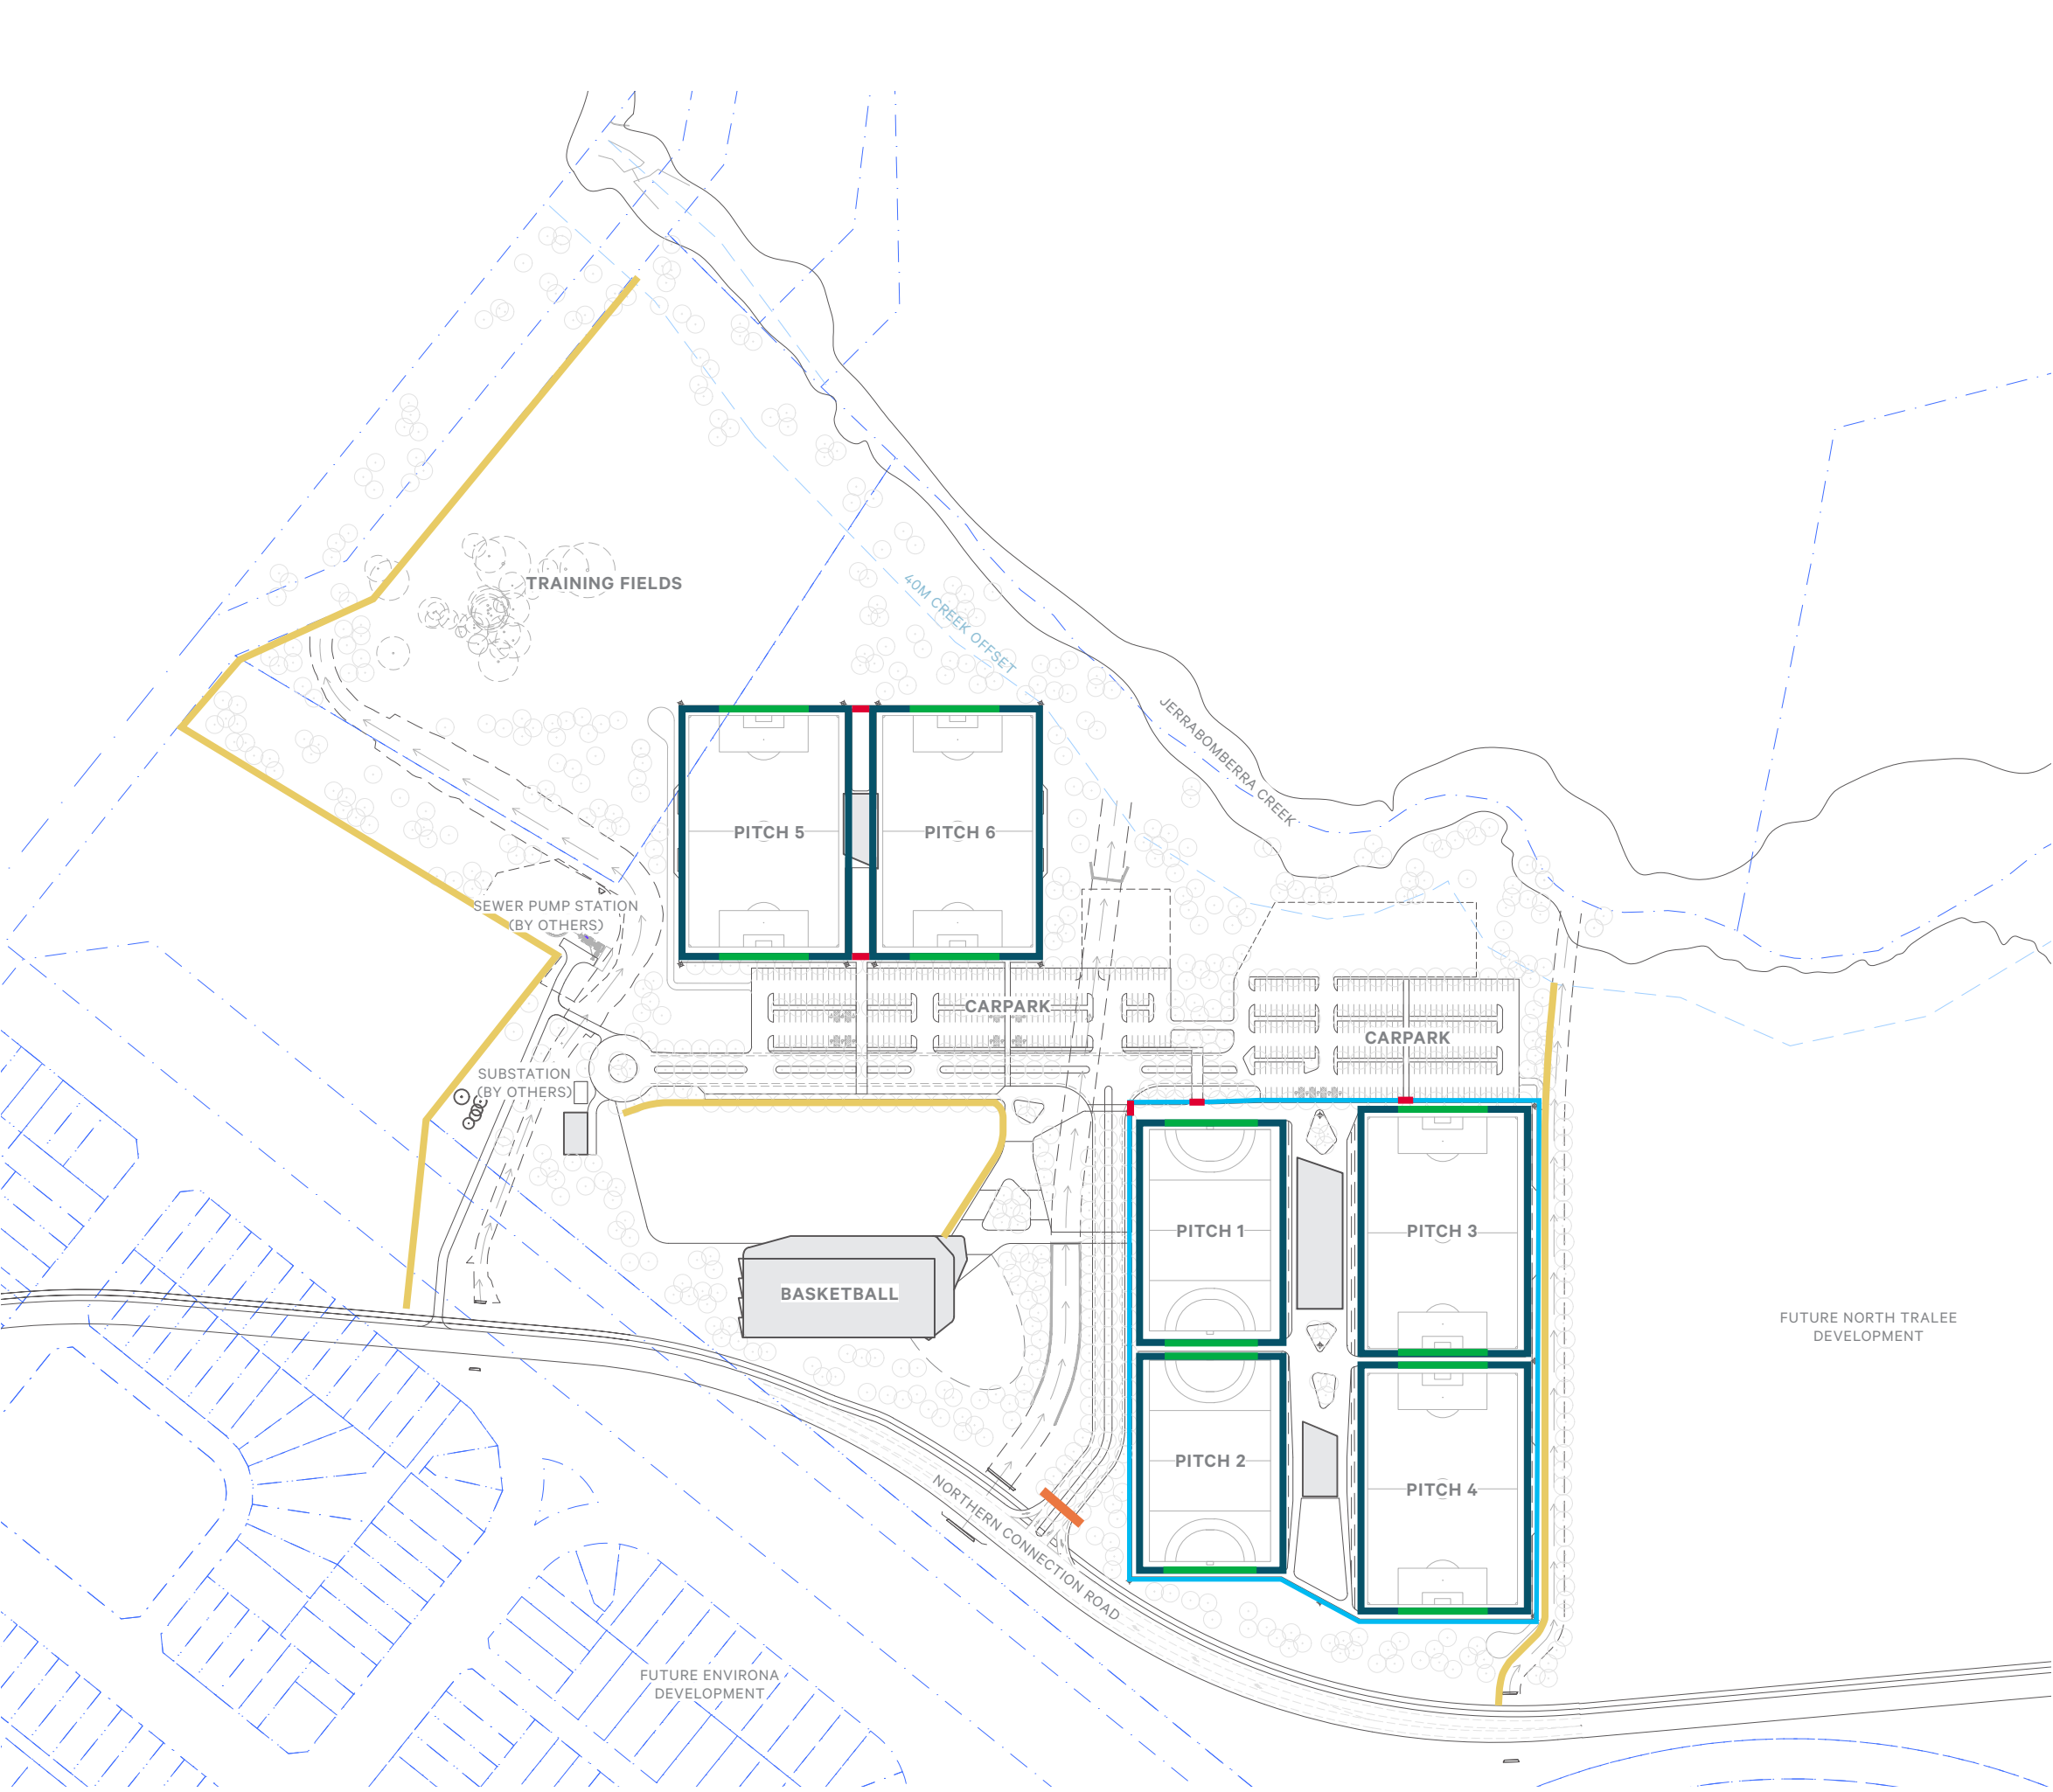 TRAINING FIELDS
40M CREEK OFFSET
JERRABOMBERRA CREEK
PITCH 5
PITCH 6
SEWER PUMP STATION
(BY OTHERS)
CARPARK
CARPARK
SUBSTATION
(BY OTHERS)
PITCH 1
PITCH 3
BASKETBALL
FUTURE NORTH TRALEE
DEVELOPMENT
PITCH 2
PITCH 4
NORTHERN CONNECTION ROAD
FUTURE ENVIRONA
DEVELOPMENT